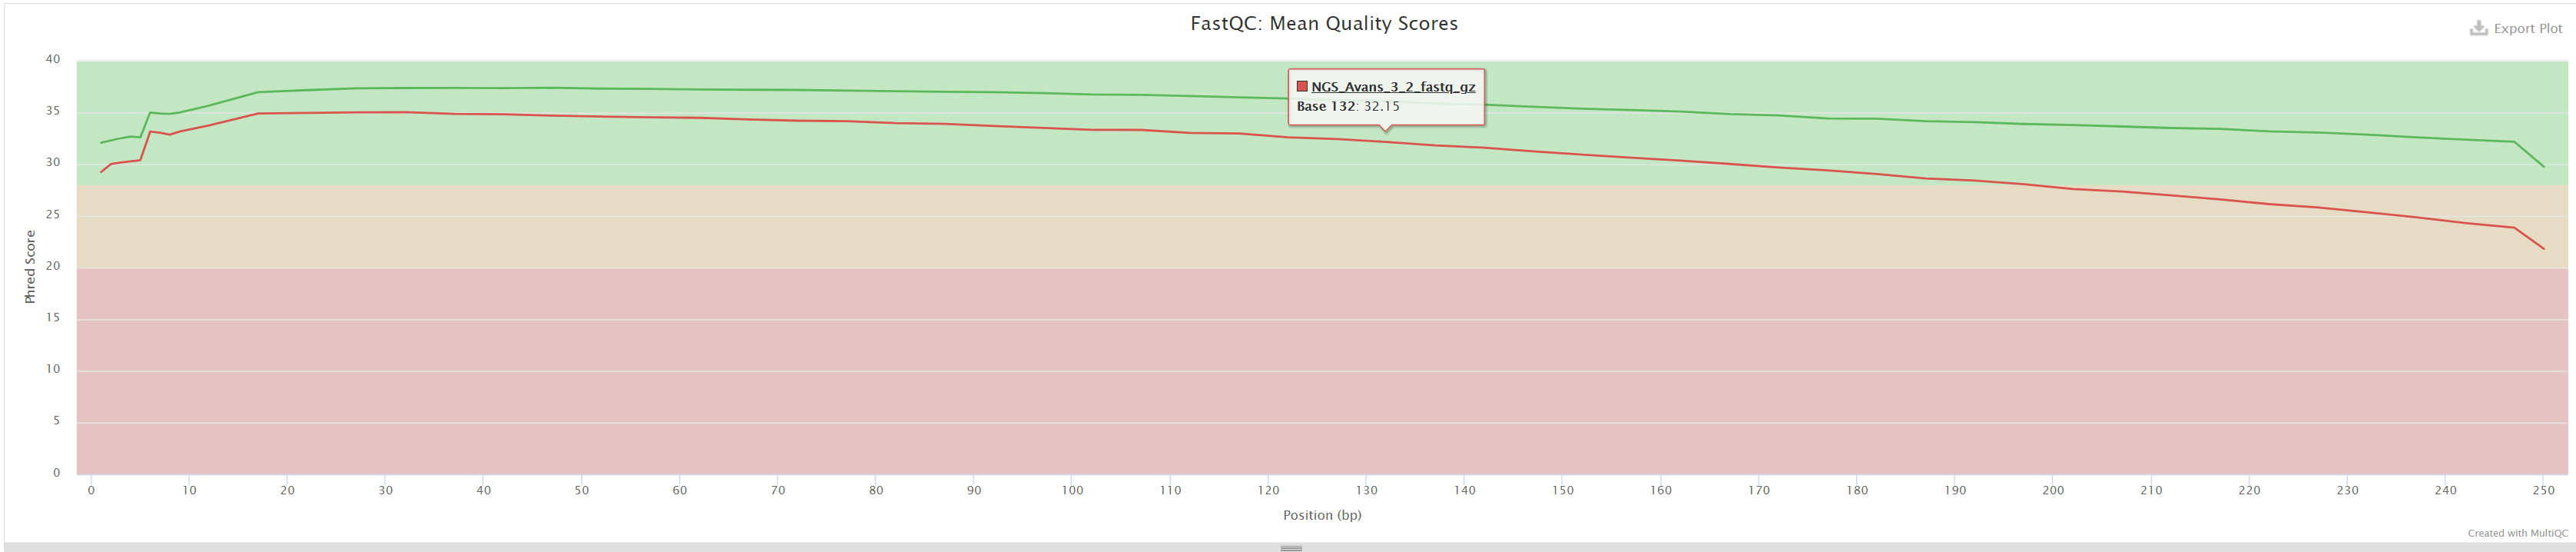 FastQC: Mean Quality Scores
Export Plot
40
35
30
25
20
15
10
5
0
Phred Score
NGS_Avans_3_2_fastq_gz
Base 132: 32.15
0 10 20 30 40 50 60 70 80 90 100 110 120 130 140 150 160 170 180 190 200 210 220 230 240 250
Position (bp)
Created with MultiQC